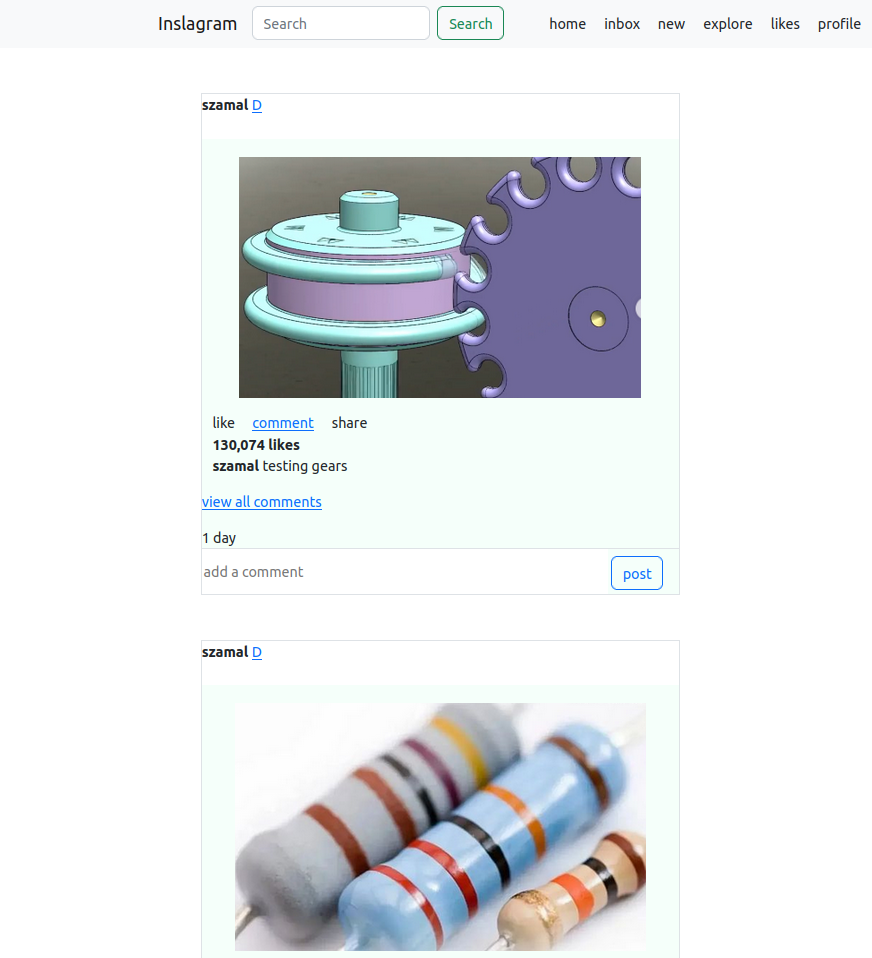 Inslagram Search Search home inbox new explore likes profile
szamal D
like comment share
130,074 likes
szamal testing gears
view all comments
1 day
add a comment post
szamal D